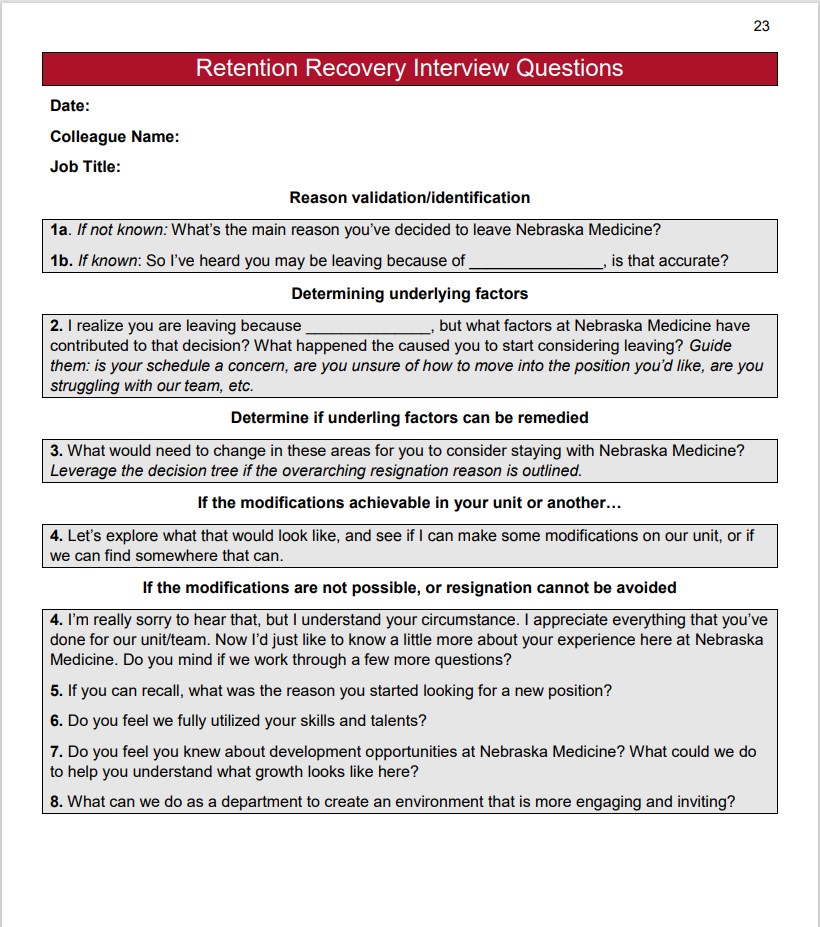 23
Retention Recovery Interview Questions
Date:
Colleague Name:
Job Title:
Reason validation/identification
1a. If not known: What's the main reason you've decided to leave Nebraska Medicine?
1b. If known: So I've heard you may be leaving because of _______________, is that accurate?
Determining underlying factors
2. I realize you are leaving because ______________, but what factors at Nebraska Medicine have
contributed to that decision? What happened the caused you to start considering leaving? Guide
them: is your schedule a concern, are you unsure of how to move into the position you'd like, are you
struggling with our team, etc.
Determine if underling factors can be remedied
3. What would need to change in these areas for you to consider staying with Nebraska Medicine?
Leverage the decision tree if the overarching resignation reason is outlined.
If the modifications achievable in your unit or another…
4. Let's explore what that would look like, and see if I can make some modifications on our unit, or if
we can find somewhere that can.
If the modifications are not possible, or resignation cannot be avoided
4. I'm really sorry to hear that, but I understand your circumstance. I appreciate everything that you've
done for our unit/team. Now I'd just like to know a little more about your experience here at Nebraska
Medicine. Do you mind if we work through a few more questions?
5. If you can recall, what was the reason you started looking for a new position?
6. Do you feel we fully utilized your skills and talents?
7. Do you feel you knew about development opportunities at Nebraska Medicine? What could we do
to help you understand what growth looks like here?
8. What can we do as a department to create an environment that is more engaging and inviting?